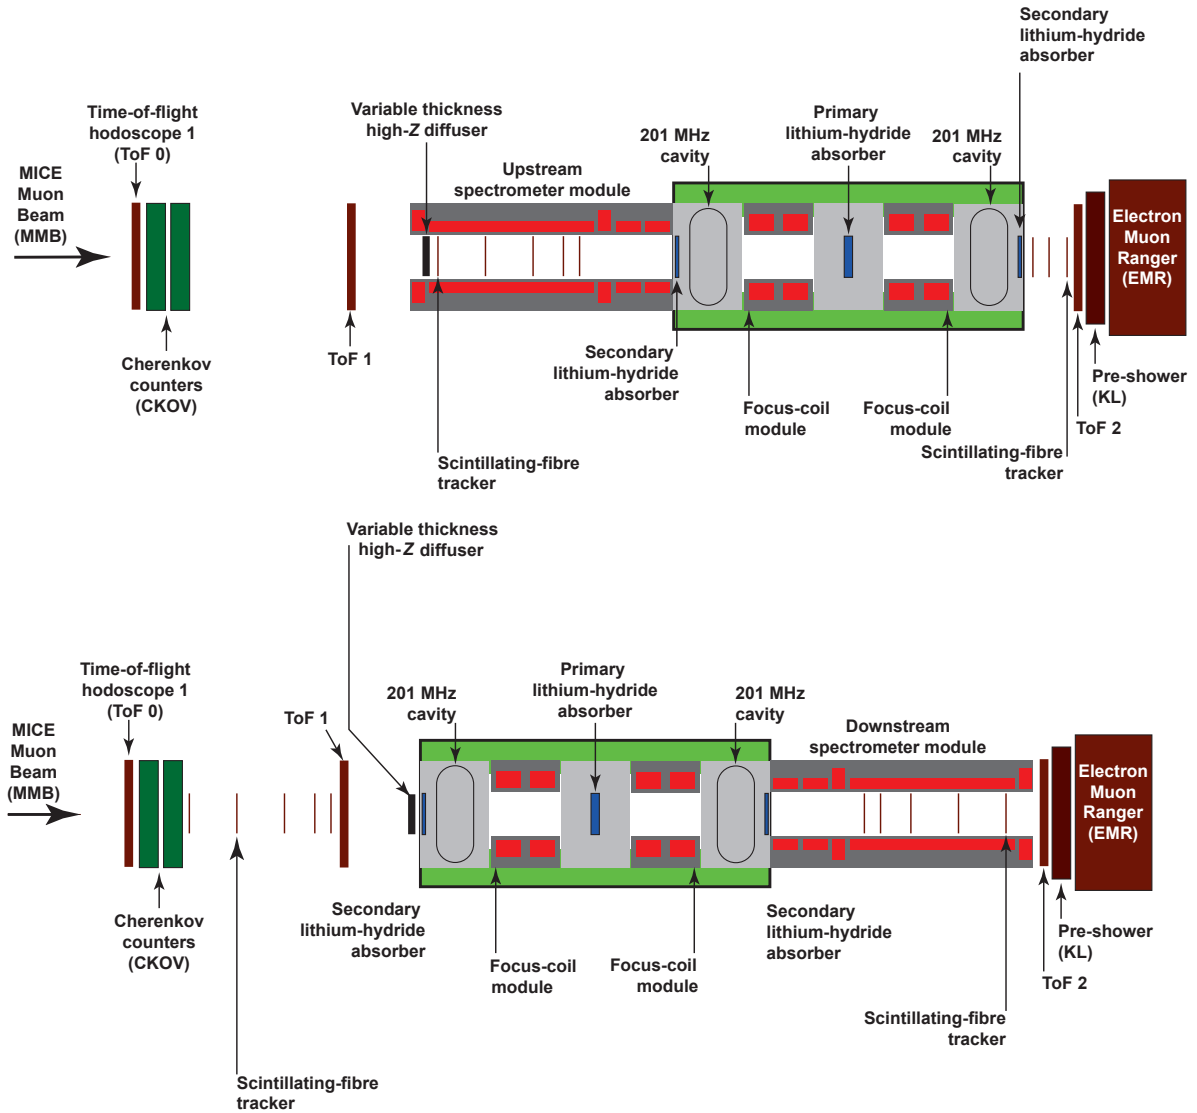 Secondary
lithium-hydride
absorber
Time-of-flight
hodoscope 1
(ToF 0)
Variable thickness
high-Z diffuser
Primary
lithium-hydride
absorber
201 MHz
cavity
201 MHz
cavity
MICE
Muon
Beam
(MMB)
Upstream
spectrometer module
Electron
Muon
Ranger
(EMR)
ToF 1
Cherenkov
counters
(CKOV)
Secondary
lithium-hydride
absorber
Focus-coil
module
Focus-coil
module
Pre-shower
(KL)
ToF 2
Scintillating-fibre
tracker
Scintillating-fibre
tracker
Variable thickness
high-Z diffuser
Time-of-flight
hodoscope 1
(ToF 0)
ToF 1
201 MHz
cavity
Primary
lithium-hydride
absorber
201 MHz
cavity
Downstream
spectrometer module
MICE
Muon
Beam
(MMB)
Electron
Muon
Ranger
(EMR)
Cherenkov
counters
(CKOV)
Secondary
lithium-hydride
absorber
Focus-coil
module
Focus-coil
module
Secondary
lithium-hydride
absorber
Pre-shower
(KL)
ToF 2
Scintillating-fibre
tracker
Scintillating-fibre
tracker